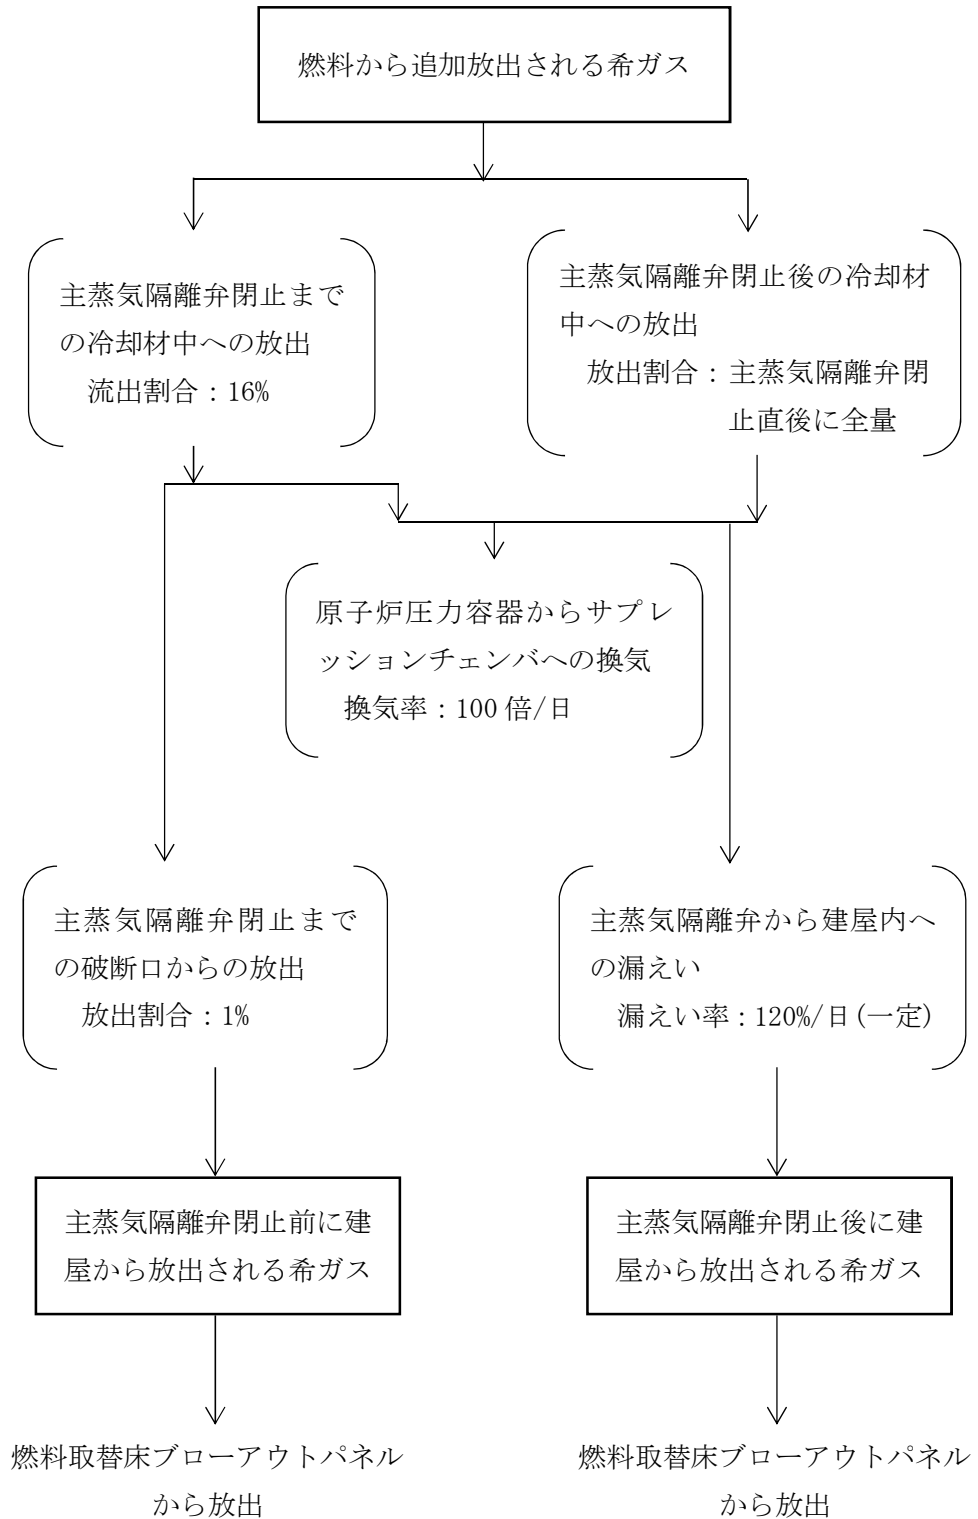 燃料から追加放出される希ガス
主蒸気隔離弁閉止まで
の冷却材中への放出
流出割合：16%
主蒸気隔離弁閉止後の冷却材
中への放出
放出割合：主蒸気隔離弁閉
止直後に全量
原子炉圧力容器からサプレ
ッションチェンバへの換気
換気率：100 倍/日
主蒸気隔離弁閉止まで
の破断口からの放出
放出割合：1%
主蒸気隔離弁から建屋内へ
の漏えい
漏えい率：120%/日(一定)
主蒸気隔離弁閉止前に建
屋から放出される希ガス
主蒸気隔離弁閉止後に建
屋から放出される希ガス
燃料取替床ブローアウトパネル
から放出
燃料取替床ブローアウトパネル
から放出